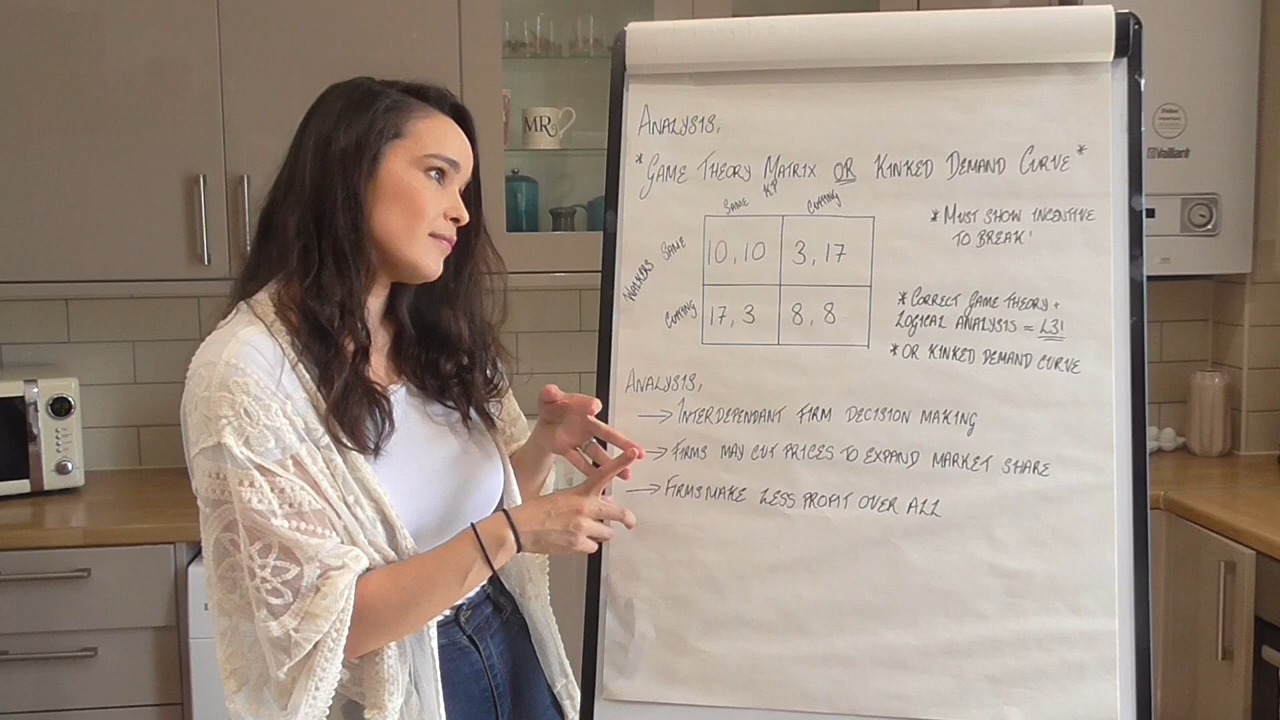 ANALYSIS,
*GAME THEORY MATRIX OR KINKED DEMAND CURVE*
KP
SAME CUTTING
*MUST SHOW INCENTIVE
TO BREAK!
WALKERS
SAME 10, 10 3, 17
CUTTING 17, 3 8, 8
*CORRECT GAME THEORY +
LOGICAL ANALYSIS = L3!
*OR KINKED DEMAND CURVE
ANALYSIS,
→ INTERDEPENDANT FIRM DECISION MAKING
→ FIRMS MAY CUT PRICES TO EXPAND MARKET SHARE
→ FIRMS MAKE LESS PROFIT OVER ALL
MR
Vaillant